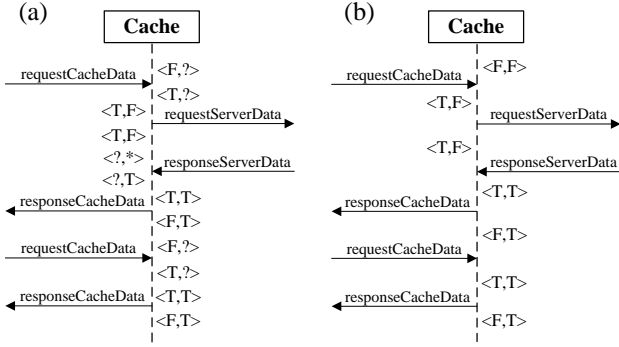 (a)
Cache
requestCacheData
<F,?>
<T,?>
<T,F>
requestServerData
<T,F>
<?,*>
responseServerData
<?,T>
<T,T>
responseCacheData
<F,T>
requestCacheData
<F,?>
<T,?>
<T,T>
responseCacheData
<F,T>
(b)
Cache
<F,F>
requestCacheData
<T,F>
requestServerData
<T,F>
responseServerData
<T,T>
responseCacheData
<F,T>
requestCacheData
<T,T>
responseCacheData
<F,T>